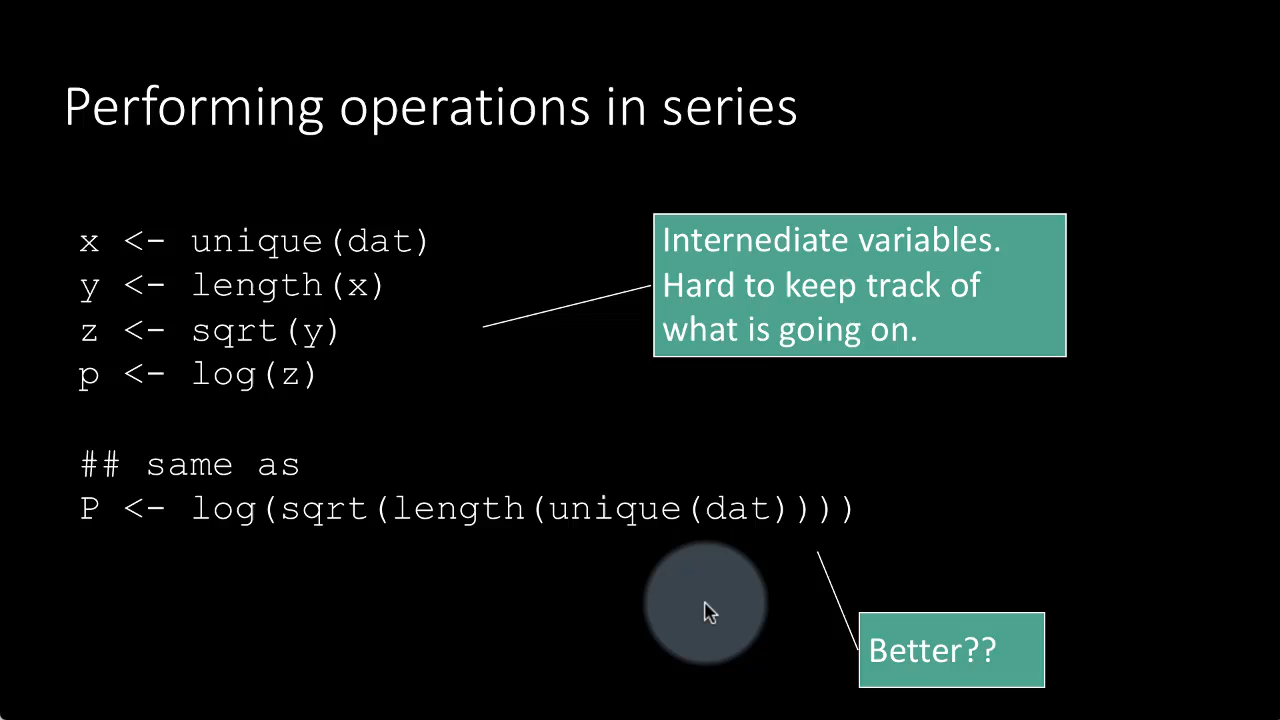 Performing operations in series
x <- unique(dat)
y <- length(x)
z <- sqrt(y)
p <- log(z)
Internediate variables.
Hard to keep track of
what is going on.
## same as
P <- log(sqrt(length(unique(dat))))
Better??